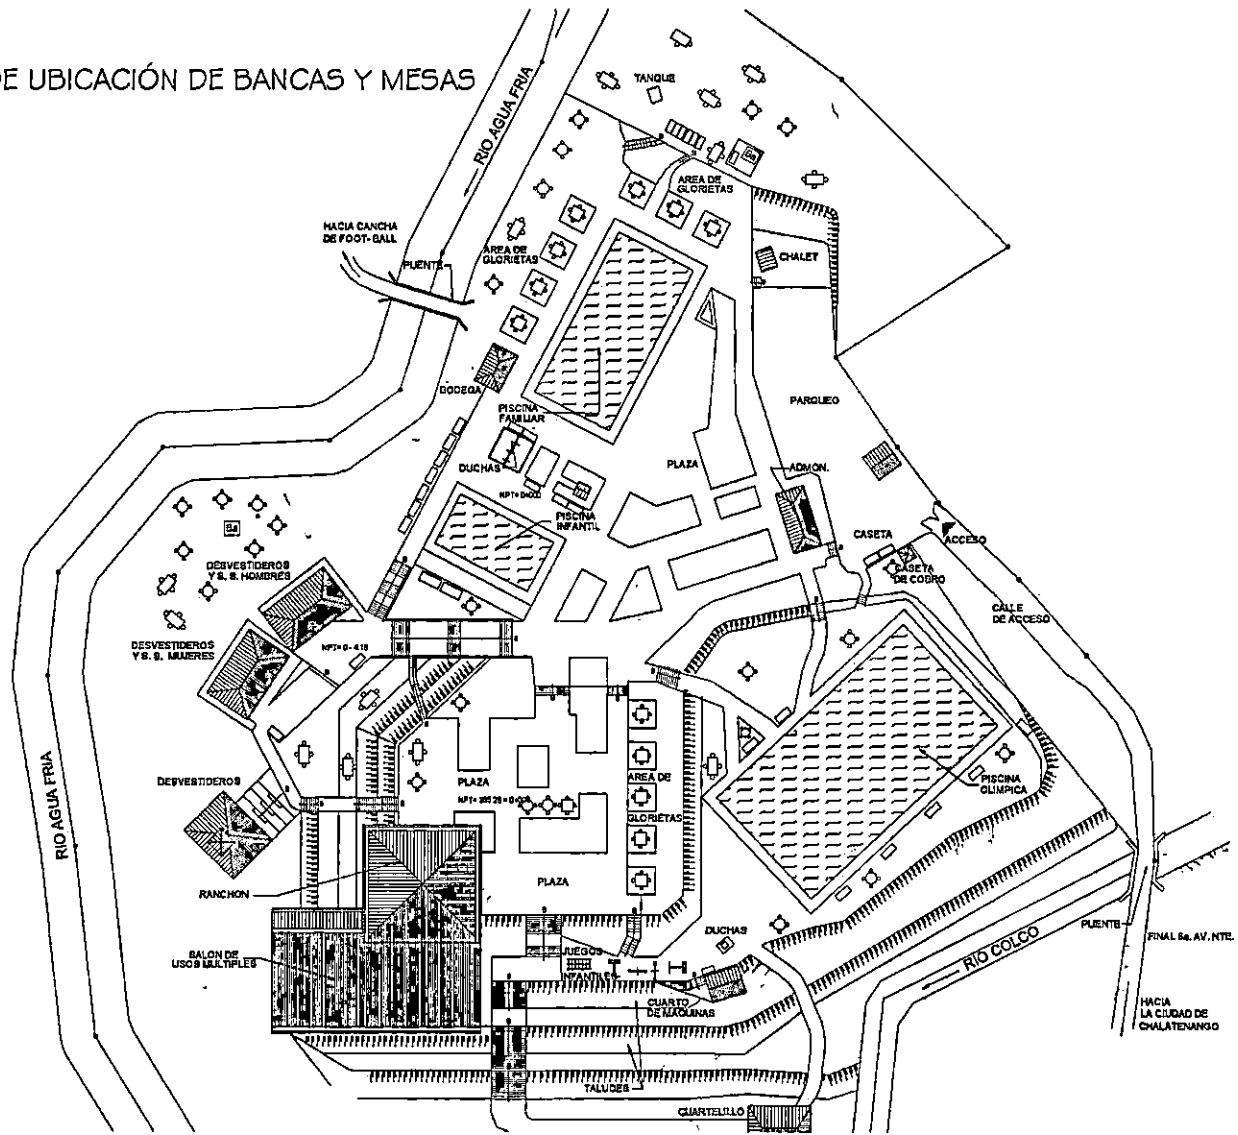 DE UBICACIÓN DE BANCAS Y MESAS
RIO AGUA FRIA
TANQUE
AREA DE
GLORIETAS
HACIA CANCHA
DE FOOT-BALL
PUENTE
AREA DE
GLORIETAS
CHALET
BODEGA
PISCINA
FAMILIAR
PARQUEO
DUCHAS
PLAZA
ADMON.
PISCINA
INFANTIL
CASETA
ACCESO
CASETA
DE COBRO
DESVESTIDEROS
Y S. S. HOMBRES
CALLE
DE ACCESO
DESVESTIDEROS
Y S. S. MUJERES
DESVESTIDEROS
PLAZA
AREA DE
GLORIETAS
PISCINA
OLIMPICA
RIO AGUA FRIA
RANCHON
PLAZA
SALON DE
USOS MULTIPLES
JUEGOS
INFANTILES
DUCHAS
PUENTE
FINAL 6a. AV. NTE.
RIO COLCO
CUARTO
DE MAQUINAS
HACIA
LA CIUDAD DE
CHALATENANGO
TALUDES
CUARTELILLO